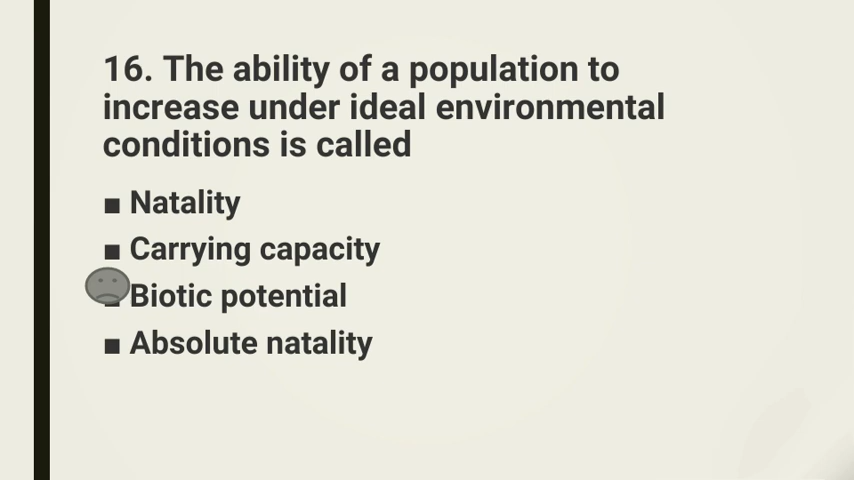 16. The ability of a population to
increase under ideal environmental
conditions is called
■ Natality
■ Carrying capacity
■ Biotic potential
■ Absolute natality